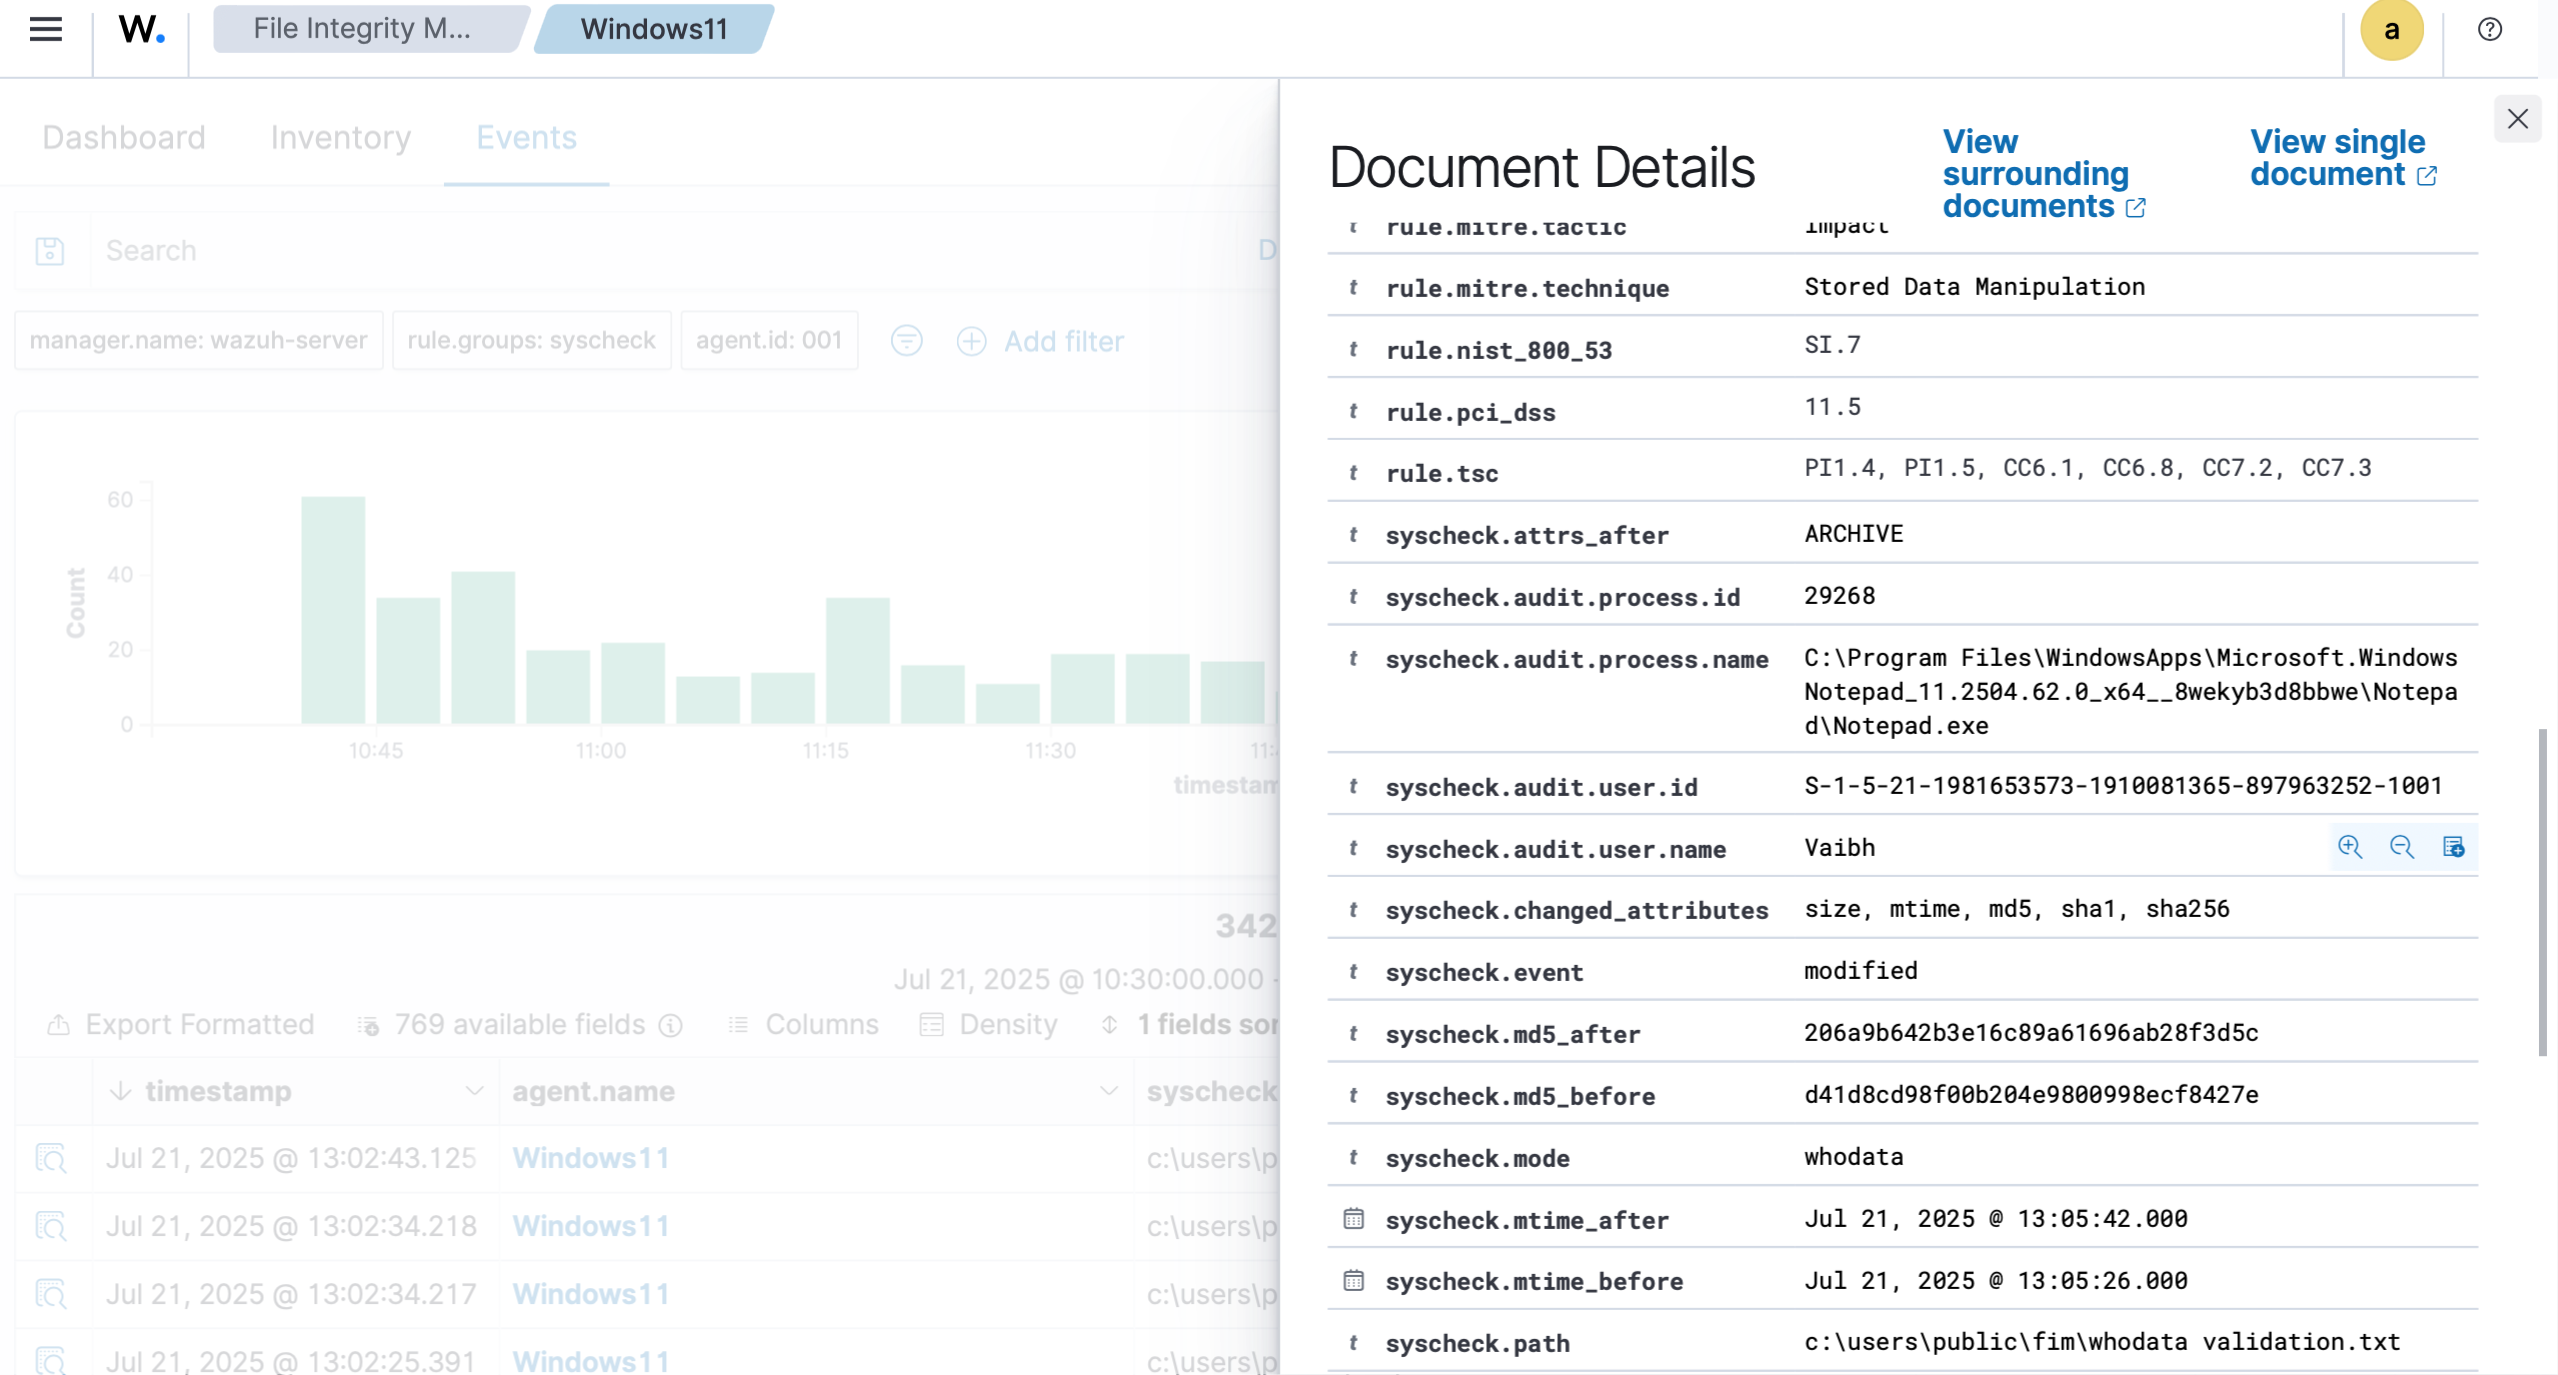 W.
File Integrity M...
Windows11
a
Dashboard
Inventory
Events
Search
D
manager.name: wazuh-server
rule.groups: syscheck
agent.id: 001
Add filter
Count
60
40
20
0
10:45
11:00
11:15
11:30
11:
timestam
342
Jul 21, 2025 @ 10:30:00.000 -
Export Formatted
769 available fields
Columns
Density
1 fields sor
timestamp
agent.name
syscheck
Jul 21, 2025 @ 13:02:43.125
Windows11
c:\users\p
Jul 21, 2025 @ 13:02:34.218
Windows11
c:\users\p
Jul 21, 2025 @ 13:02:34.217
Windows11
c:\users\p
Jul 21, 2025 @ 13:02:25.391
Windows11
c:\users\p
Document Details
View
surrounding
documents
View single
document
t rule.mitre.tactic Impact
t rule.mitre.technique Stored Data Manipulation
t rule.nist_800_53 SI.7
t rule.pci_dss 11.5
t rule.tsc PI1.4, PI1.5, CC6.1, CC6.8, CC7.2, CC7.3
t syscheck.attrs_after ARCHIVE
t syscheck.audit.process.id 29268
t syscheck.audit.process.name C:\Program Files\WindowsApps\Microsoft.Windows
Notepad_11.2504.62.0_x64__8wekyb3d8bbwe\Notepa
d\Notepad.exe
t syscheck.audit.user.id S-1-5-21-1981653573-1910081365-897963252-1001
t syscheck.audit.user.name Vaibh
t syscheck.changed_attributes size, mtime, md5, sha1, sha256
t syscheck.event modified
t syscheck.md5_after 206a9b642b3e16c89a61696ab28f3d5c
t syscheck.md5_before d41d8cd98f00b204e9800998ecf8427e
t syscheck.mode whodata
syscheck.mtime_after Jul 21, 2025 @ 13:05:42.000
syscheck.mtime_before Jul 21, 2025 @ 13:05:26.000
t syscheck.path c:\users\public\fim\whodata validation.txt